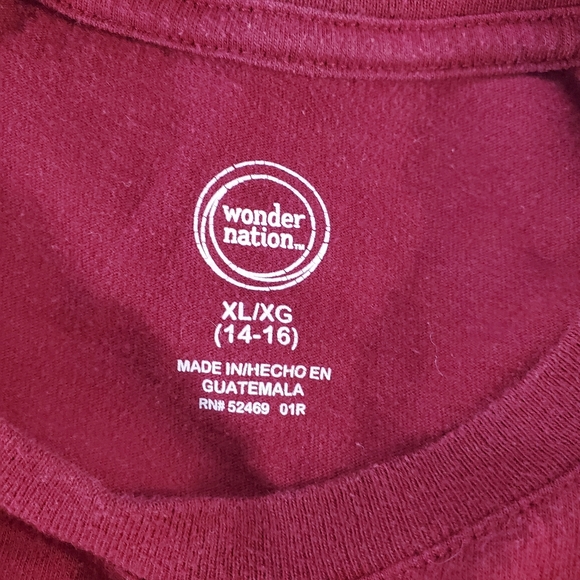 wonder
nation™
XL/XG
(14-16)
MADE IN/HECHO EN
GUATEMALA
RN# 52469 01R